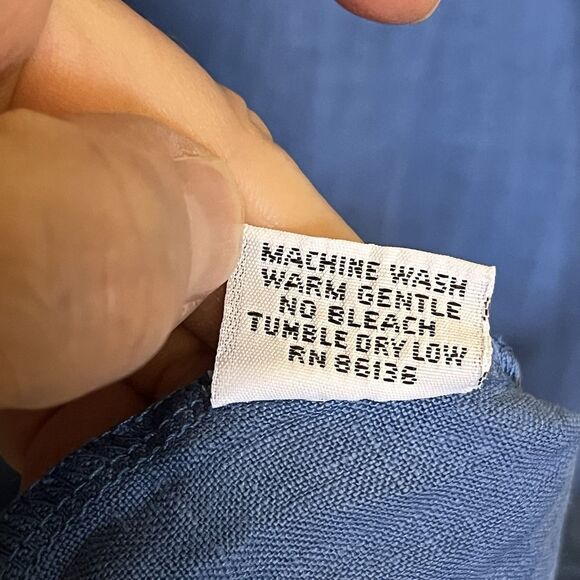 MACHINE WASH
WARM GENTLE
NO BLEACH
TUMBLE DRY LOW
RN 86136